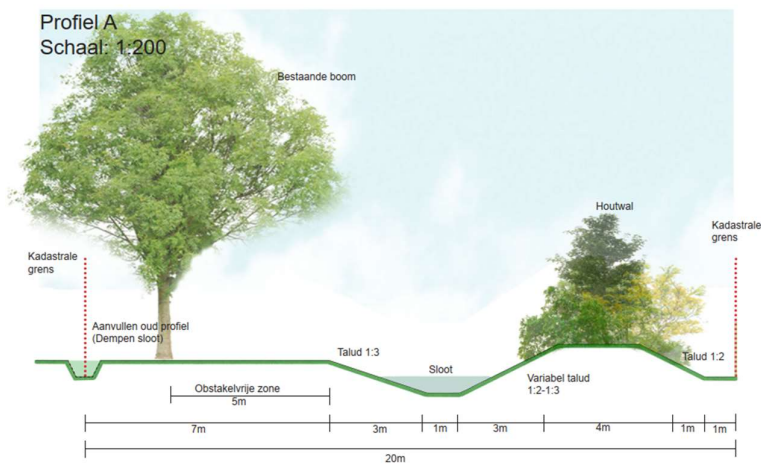 Profiel A
Schaal: 1:200
Bestaande boom
Houtwal
Kadastrale
grens
Kadastrale
grens
Aanvullen oud profiel
(Dempen sloot)
Talud 1:3
Sloot
Talud 1:2
Variabel talud
1:2-1:3
Obstakelvrije zone
5m
7m
3m
1m
3m
4m
1m
1m
20m